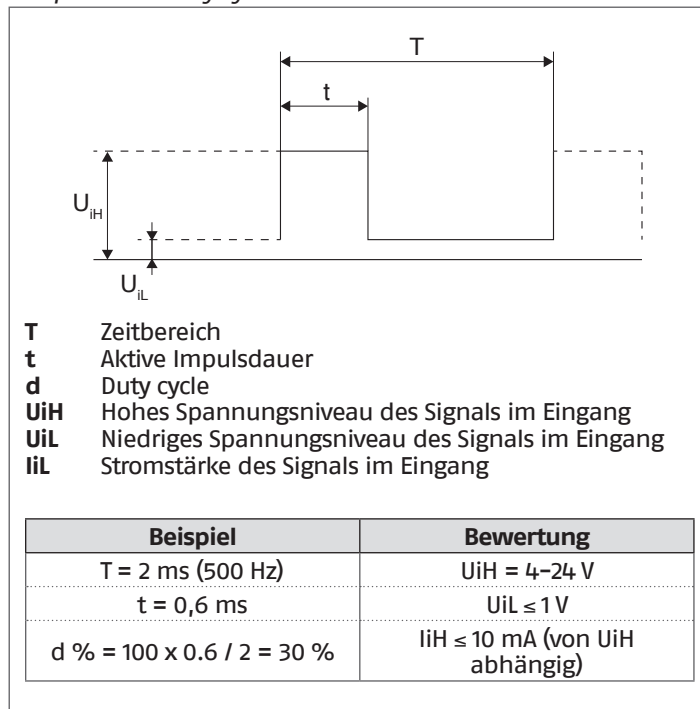 T
t
UiH
UiL
T Zeitbereich
t Aktive Impulsdauer
d Duty cycle
UiH Hohes Spannungsniveau des Signals im Eingang
UiL Niedriges Spannungsniveau des Signals im Eingang
IiL Stromstärke des Signals im Eingang
Beispiel Bewertung
T = 2 ms (500 Hz) UiH = 4–24 V
t = 0,6 ms UiL ≤ 1 V
d % = 100 x 0.6 / 2 = 30 % IiH ≤ 10 mA (von UiH
abhängig)